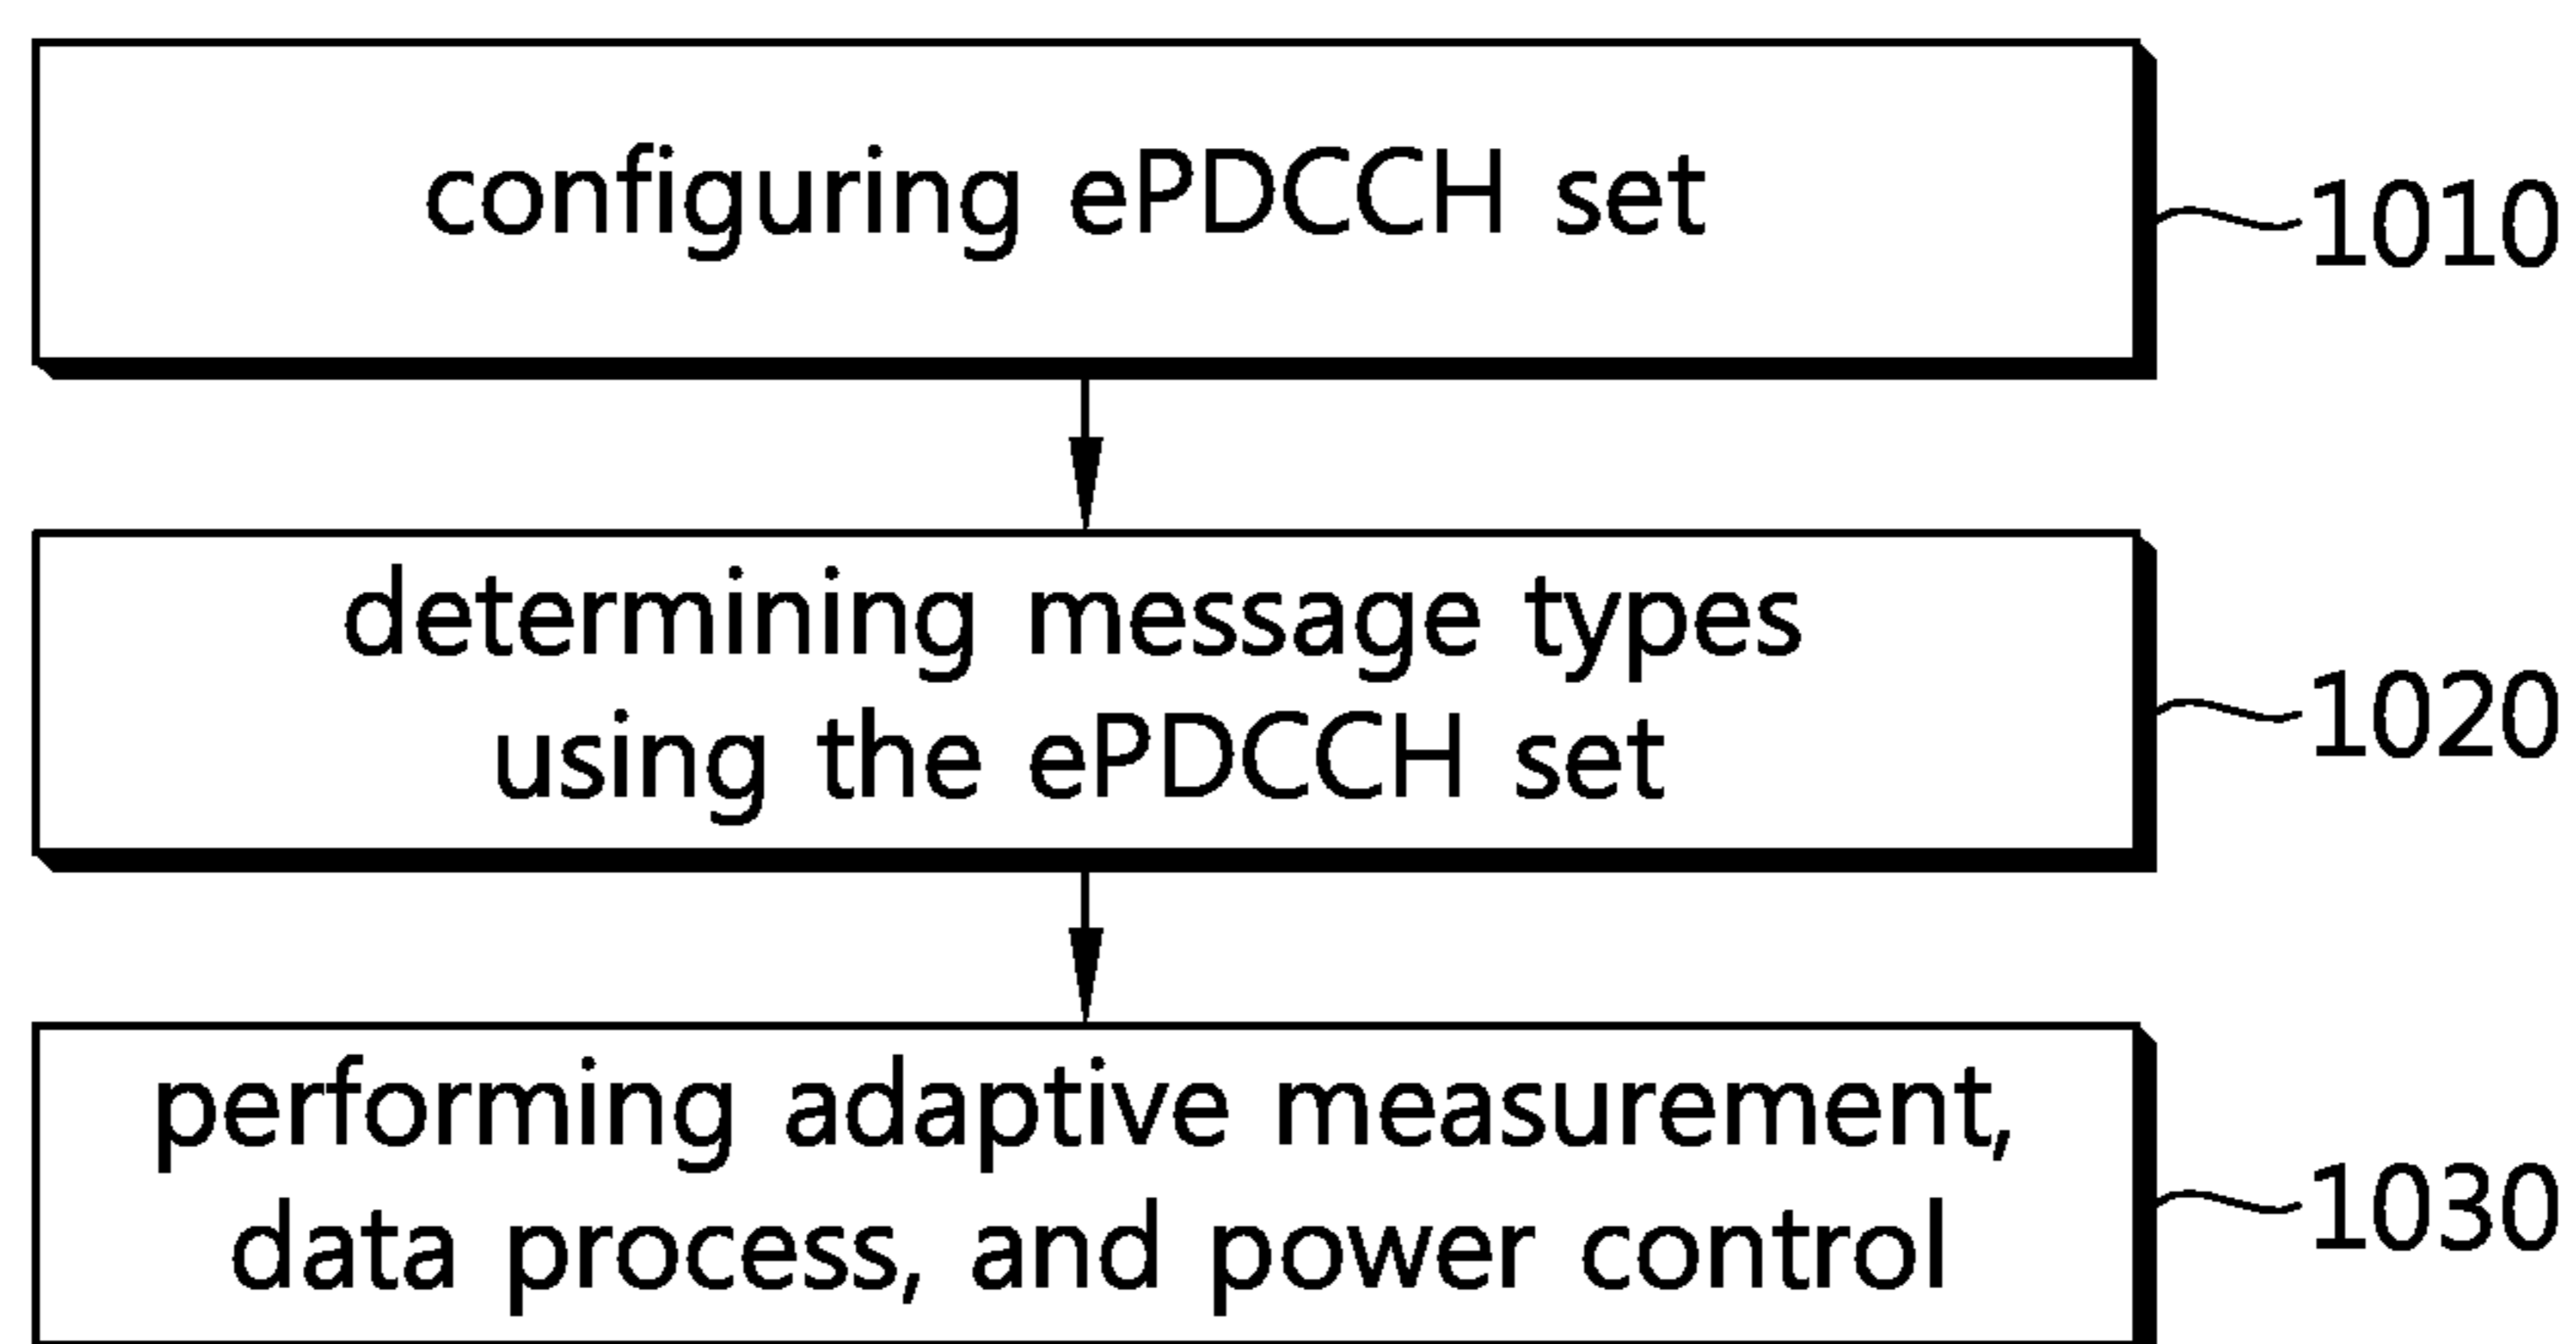 configuring ePDCCH set
1010
determining message types
using the ePDCCH set
1020
performing adaptive measurement,
data process, and power control
1030